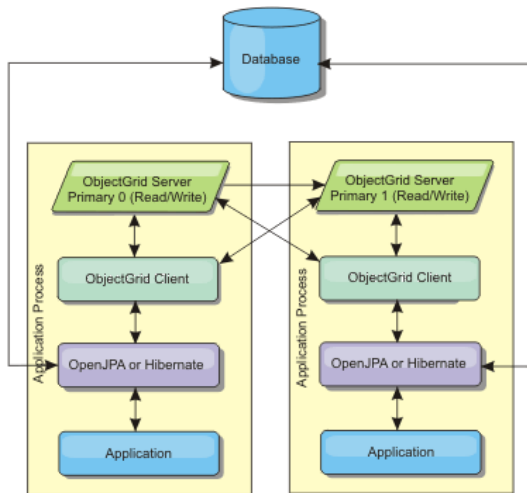 Database
ObjectGrid Server
Primary 0 (Read/Write)
ObjectGrid Client
OpenJPA or Hibernate
Application
Application Process
ObjectGrid Server
Primary 1 (Read/Write)
ObjectGrid Client
OpenJPA or Hibernate
Application
Application Process